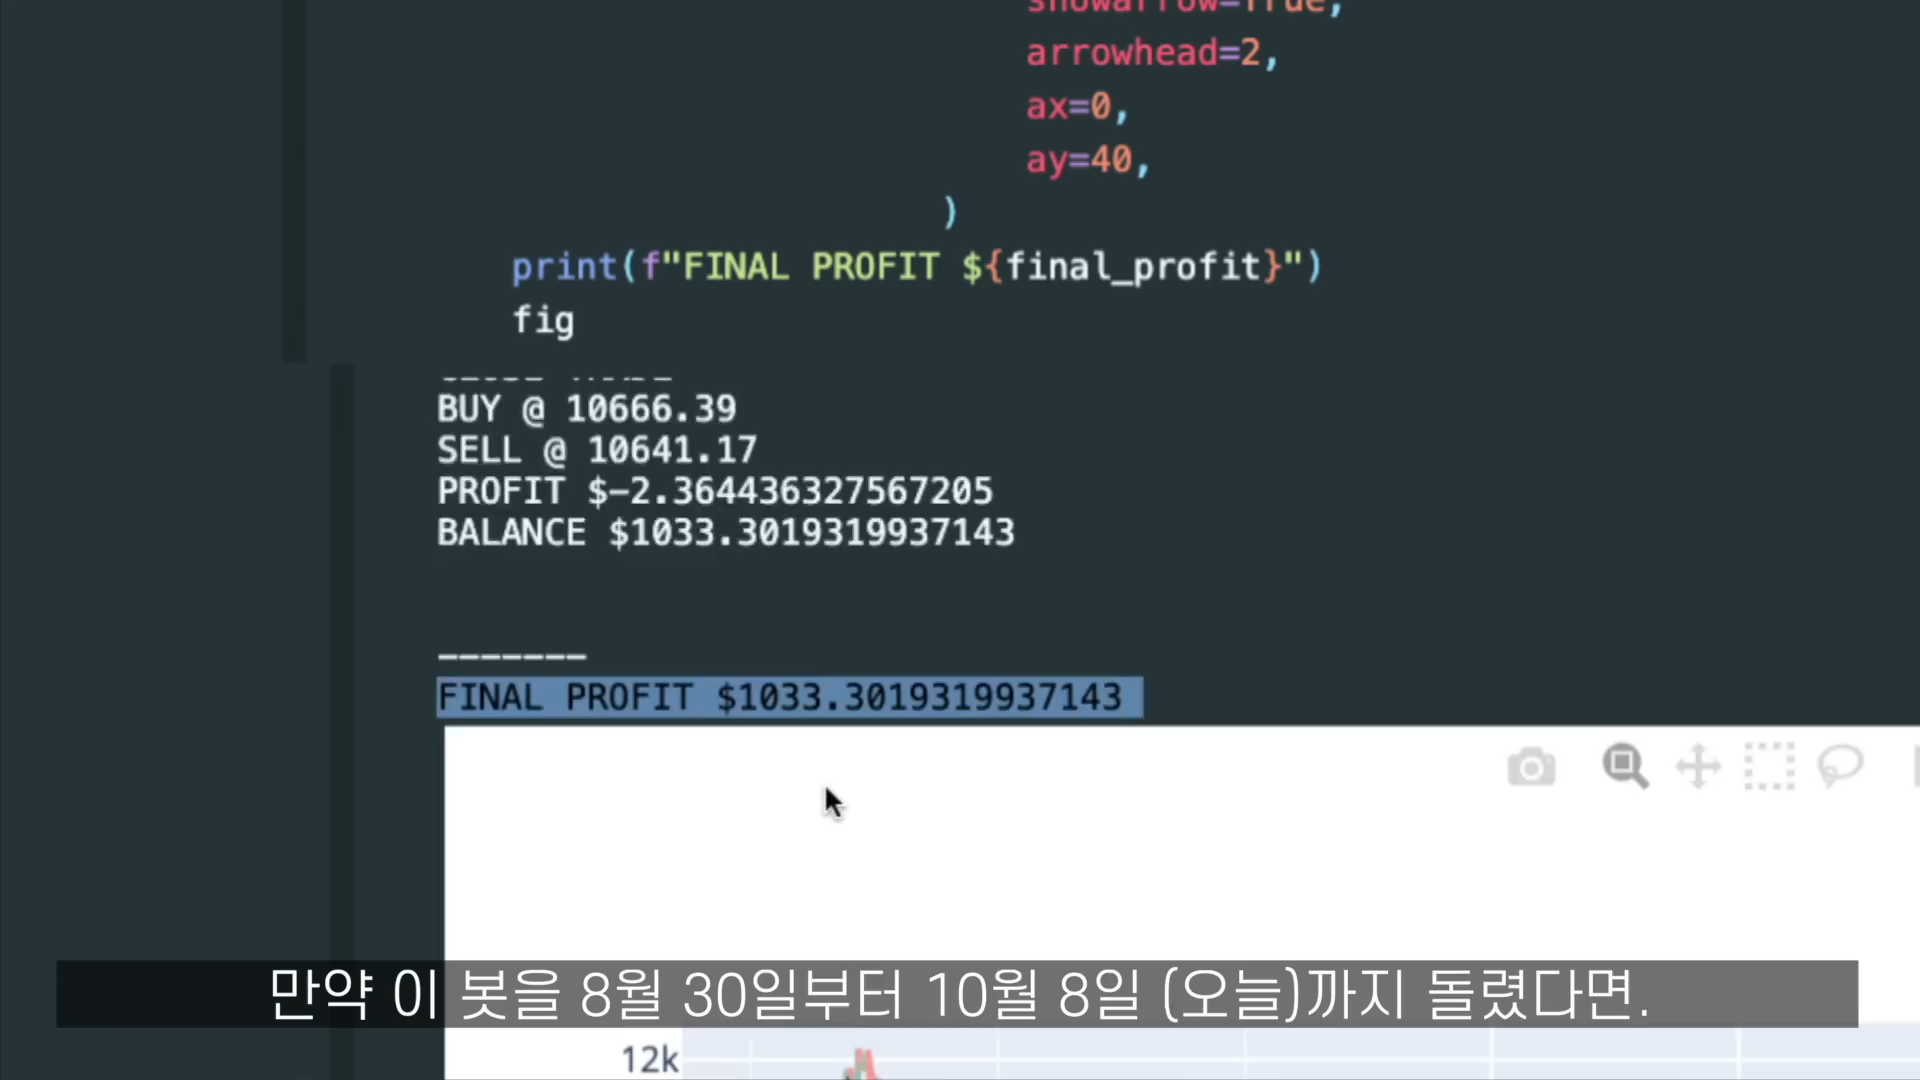 showarrow=True,
arrowhead=2,
ax=0,
ay=40,
)
print(f"FINAL PROFIT ${final_profit}")
fig
BUY @ 10666.39
SELL @ 10641.17
PROFIT $-2.364436327567205
BALANCE $1033.3019319937143
-------
FINAL PROFIT $1033.3019319937143
만약 이 봇을 8월 30일부터 10월 8일 (오늘)까지 돌렸다면.
12k